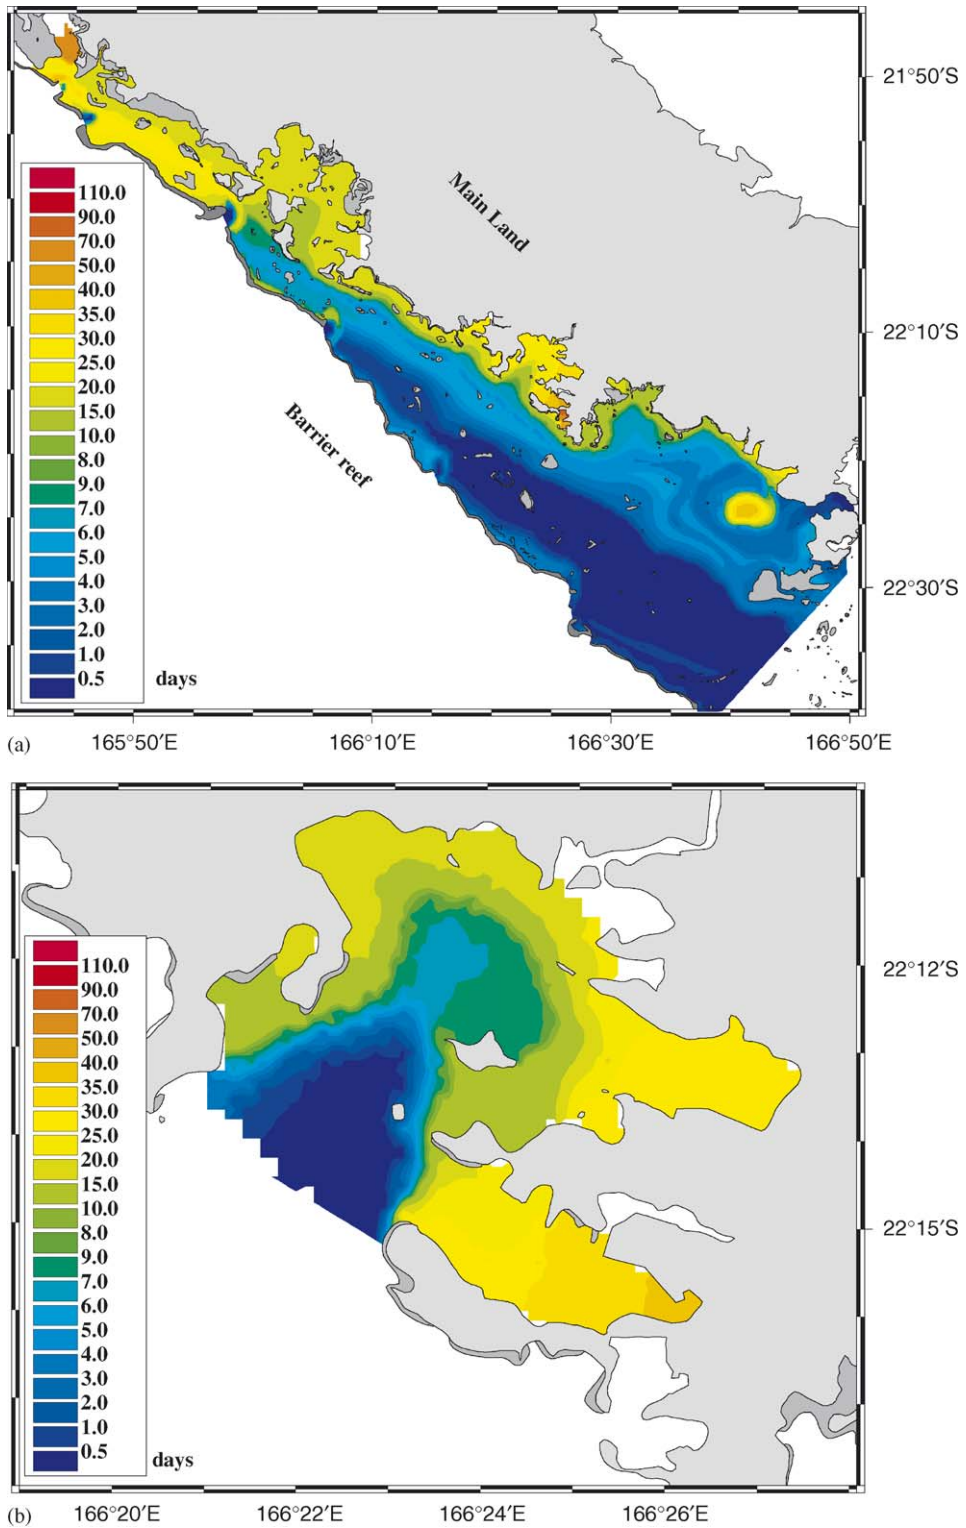 21°50′S
Main Land
110.0
90.0
70.0
50.0
40.0
35.0
30.0
25.0
20.0
15.0
10.0
8.0
9.0
7.0
6.0
5.0
4.0
3.0
2.0
1.0
0.5
days
22°10′S
Barrier reef
22°30′S
(a)
165°50′E
166°10′E
166°30′E
166°50′E
110.0
90.0
70.0
50.0
40.0
35.0
30.0
25.0
20.0
15.0
10.0
8.0
9.0
7.0
6.0
5.0
4.0
3.0
2.0
1.0
0.5
days
22°12′S
22°15′S
(b)
166°20′E
166°22′E
166°24′E
166°26′E